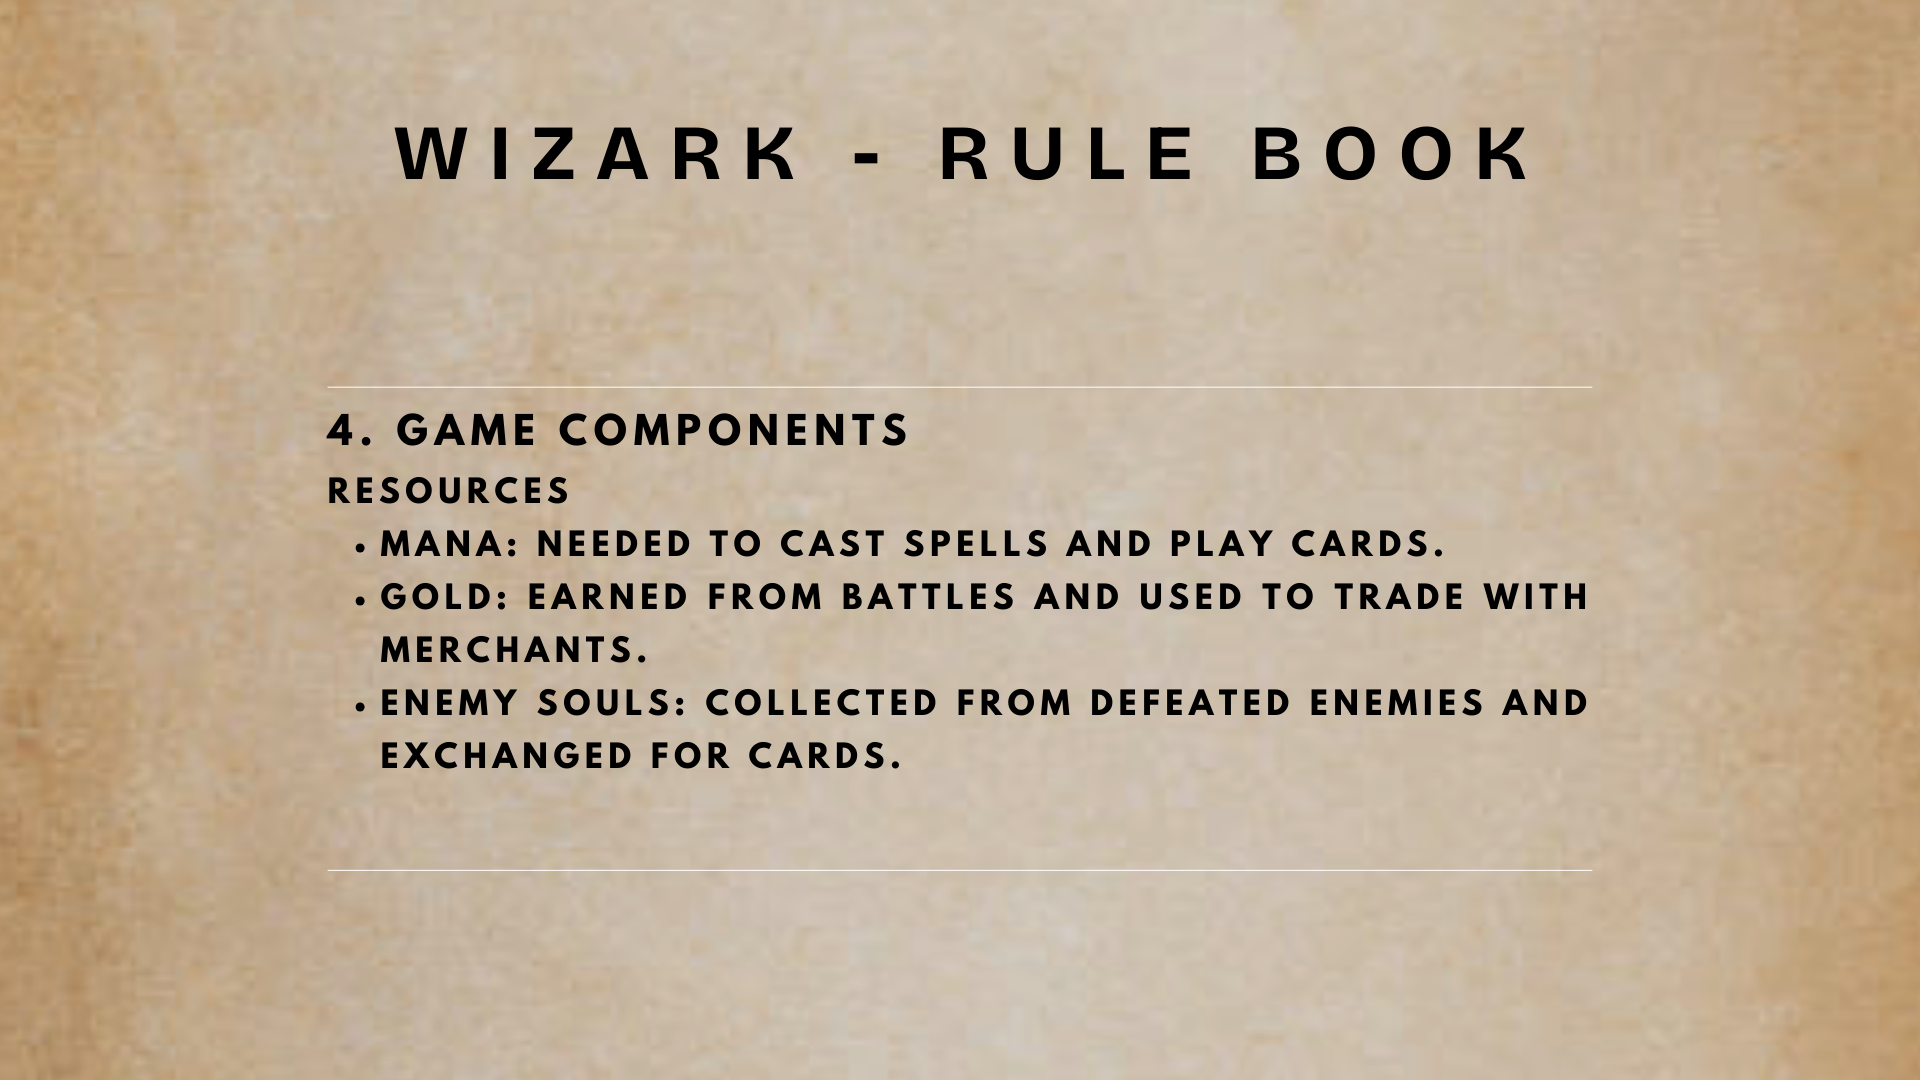 WIZARK - RULE BOOK
4. GAME COMPONENTS
RESOURCES
• MANA: NEEDED TO CAST SPELLS AND PLAY CARDS.
• GOLD: EARNED FROM BATTLES AND USED TO TRADE WITH
MERCHANTS.
• ENEMY SOULS: COLLECTED FROM DEFEATED ENEMIES AND
EXCHANGED FOR CARDS.